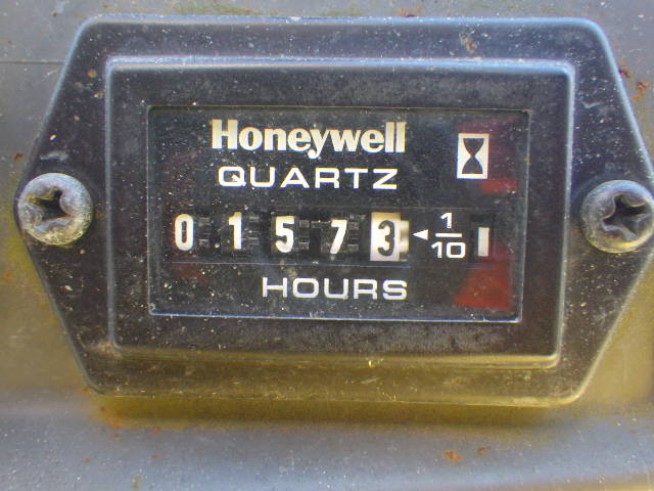 Honeywell
QUARTZ
0 1 5 7 3 ◄ 1/10
HOURS